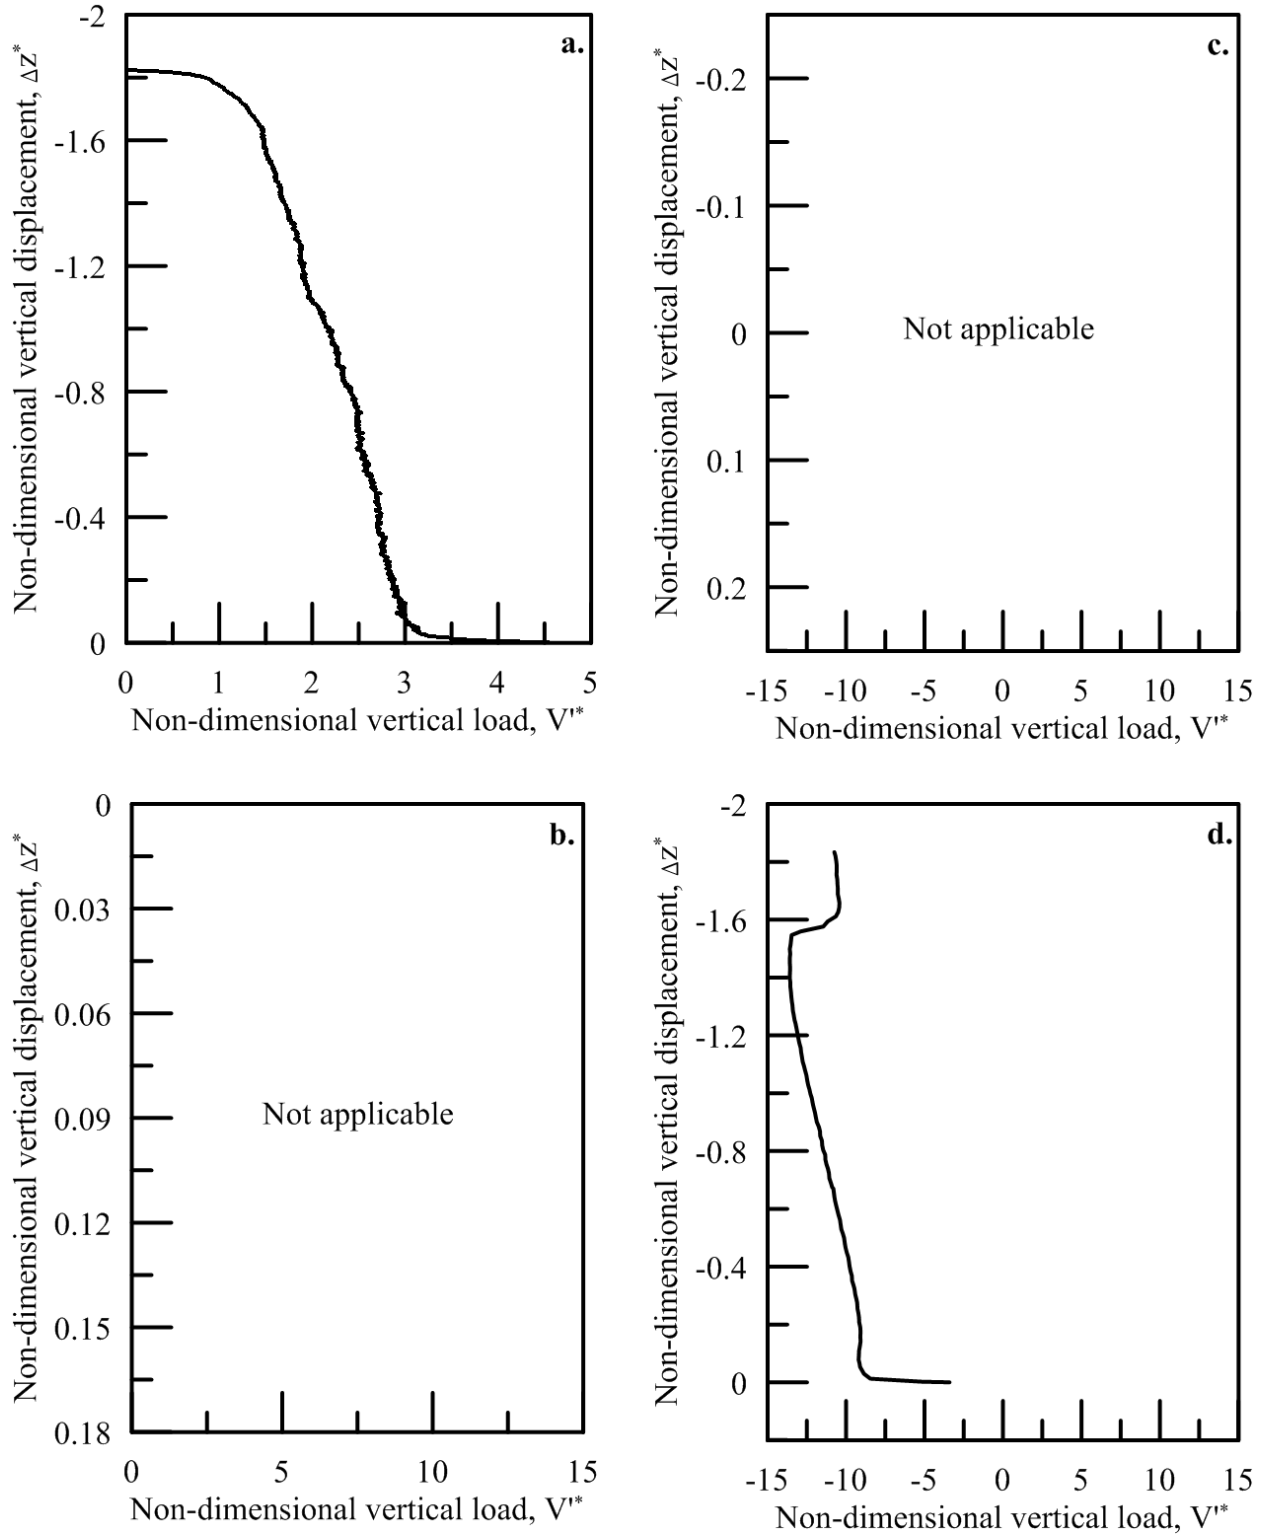 a.
Non-dimensional vertical displacement, Δz*
-2
-1.6
-1.2
-0.8
-0.4
0
0 1 2 3 4 5
Non-dimensional vertical load, V'*
c.
Non-dimensional vertical displacement, Δz*
-0.2
-0.1
0
0.1
0.2
Not applicable
-15 -10 -5 0 5 10 15
Non-dimensional vertical load, V'*
b.
Non-dimensional vertical displacement, Δz*
0
0.03
0.06
0.09
0.12
0.15
0.18
Not applicable
0 5 10 15
Non-dimensional vertical load, V'*
d.
Non-dimensional vertical displacement, Δz*
-2
-1.6
-1.2
-0.8
-0.4
0
-15 -10 -5 0 5 10 15
Non-dimensional vertical load, V'*